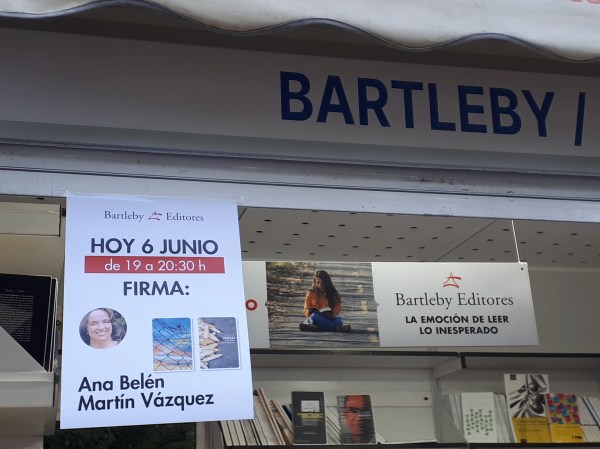 BARTLEBY /
Bartleby Editores
HOY 6 JUNIO
de 19 a 20:30 h
FIRMA:
Ana Belén
Martín Vázquez
O
Bartleby Editores
LA EMOCIÓN DE LEER
LO INESPERADO